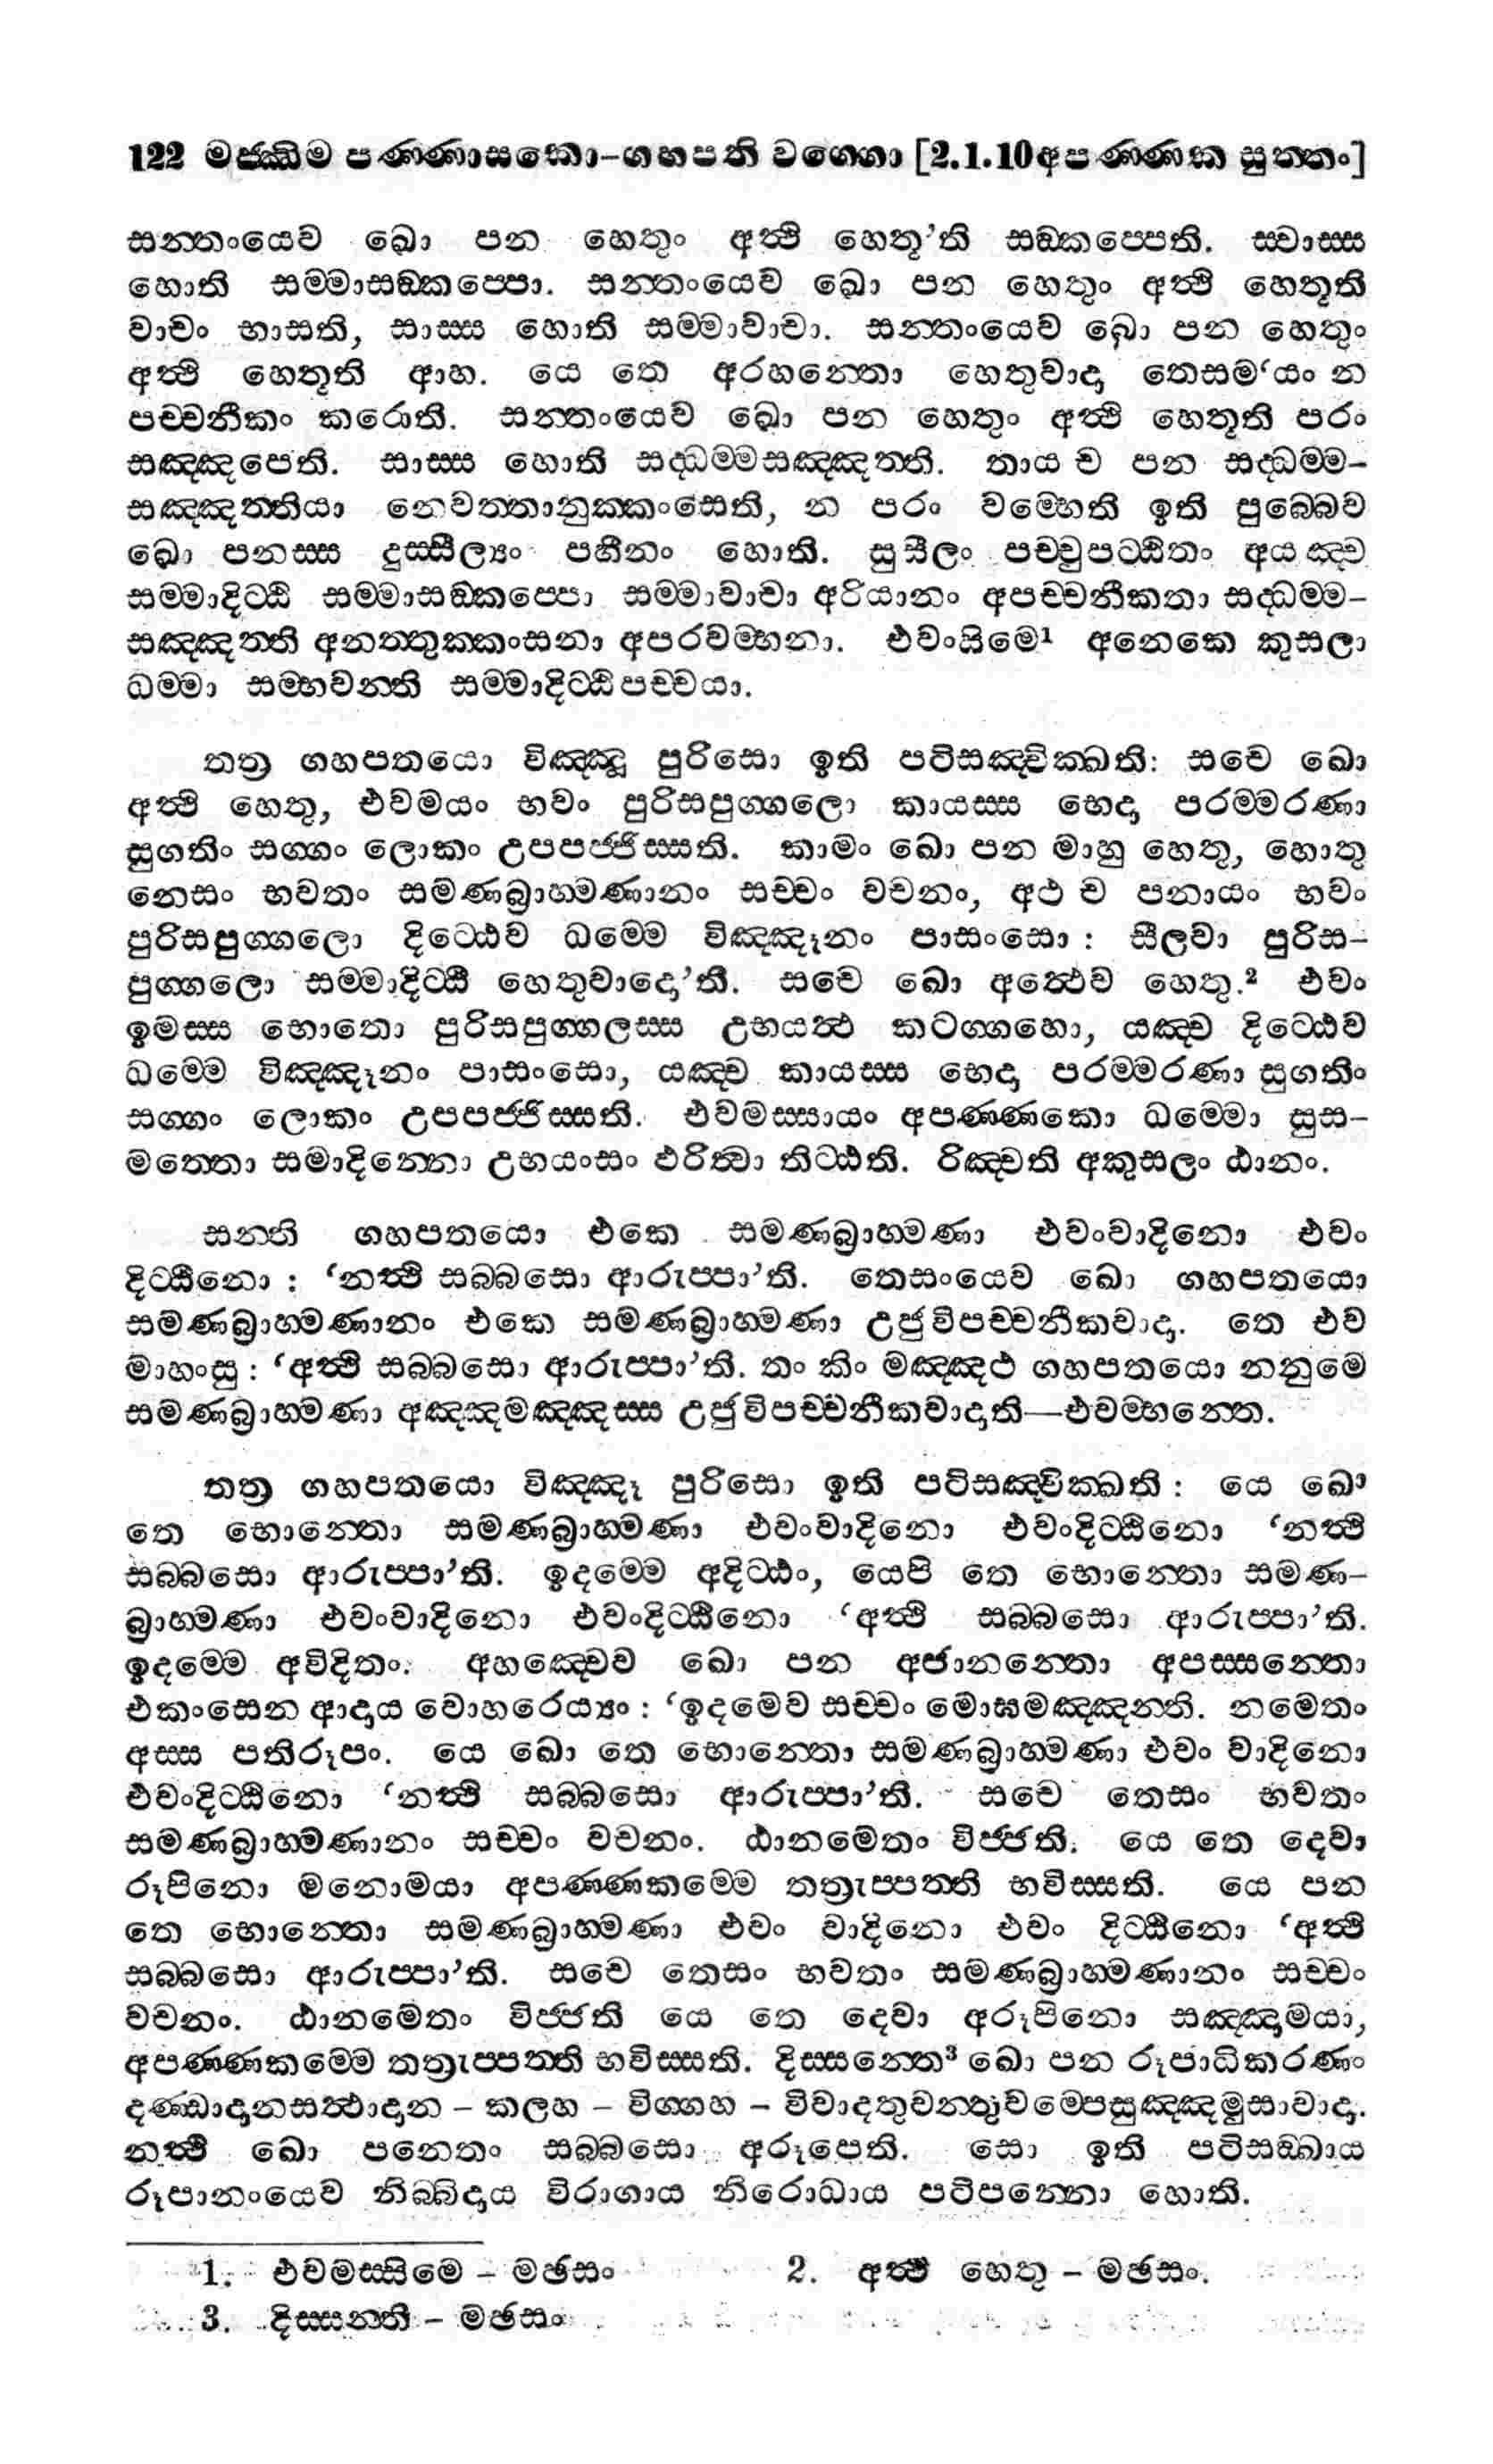 122 මජ්ඣිම පණ්ණාසකො-ගහපති වග්ගො [2.1.10අපණ්ණක සුත්තං]
සන්තංයෙව ඛො පන හෙතුං අත්ථි හෙතූ’ති සඞ්කප්පෙති. ස්වාස්ස
හොති සම්මාසඞ්කප්පො. සන්තංයෙව ඛො පන හෙතුං අත්ථි හෙතූති
වාචං භාසති, සාස්ස හොති සම්මාවාචා. සන්තංයෙව ඛො පන හෙතුං
අත්ථි හෙතූති ආහ. යෙ තෙ අරහන්තො හෙතුවාදා තෙසම‘යං න
පච්චනීකං කරොති. සන්තංයෙව ඛො පන හෙතුං අත්ථි හෙතූති පරං
සඤ්ඤපෙති. සාස්ස හොති සද්ධම්මසඤ්ඤත්ති. තාය ච පන සද්ධම්ම-
සඤ්ඤත්තියා නෙවත්තානුක්කංසෙති, න පරං වම්භෙති ඉති පුබ්බෙව
ඛො පනස්ස දුස්සීල්‍යං පහීනං හොති. සුසීලං පච්චුපට්ඨිතං අයඤ්ච
සම්මාදිට්ඨි සම්මාසඞ්කප්පො සම්මාවාචා අරියානං අපච්චනීකතා සද්ධම්ම-
සඤ්ඤත්ති අනත්තුක්කංසනා අපරවම්භනා. එවංයිමෙ¹ අනෙකෙ කුසලා
ධම්මා සම්භවන්ති සම්මාදිට්ඨිපච්චයා.
තත්‍ර ගහපතයො විඤ්ඤූ පුරිසො ඉති පටිසඤ්චික්ඛති: සචෙ ඛො
අත්ථි හෙතු, එවමයං භවං පුරිසපුග්ගලො කායස්ස භෙදා පරම්මරණා
සුගතිං සග්ගං ලොකං උපපජ්ජිස්සති. කාමං ඛො පන මාහු හෙතු, හොතු
නෙසං භවතං සමණබ්‍රාහ්මණානං සච්චං වචනං, අථ ච පනායං භවං
පුරිසපුග්ගලො දිට්ඨෙව ධම්මෙ විඤ්ඤූනං පාසංසො : සීලවා පුරිස-
පුග්ගලො සම්මාදිට්ඨී හෙතුවාදො’ති. සචෙ ඛො අත්ථෙව හෙතු.² එවං
ඉමස්ස භොතො පුරිසපුග්ගලස්ස උභයත්ථ කටග්ගහො, යඤ්ච දිට්ඨෙව
ධම්මෙ විඤ්ඤූනං පාසංසො, යඤ්ච කායස්ස භෙදා පරම්මරණා සුගතිං
සග්ගං ලොකං උපපජ්ජිස්සති. එවමස්සායං අපණ්ණකො ධම්මො සුස-
මත්තො සමාදින්නො උභයංසං ඵරිත්වා තිට්ඨති. රිඤ්චති අකුසලං ඨානං.
සන්ති ගහපතයො එකෙ සමණබ්‍රාහ්මණා එවංවාදිනො එවං
දිට්ඨිනො : ‘නත්ථි සබ්බසො ආරුප්පා’ති. තෙසංයෙව ඛො ගහපතයො
සමණබ්‍රාහ්මණානං එකෙ සමණබ්‍රාහ්මණා උජුවිපච්චනීකවාදා. තෙ එව
මාහංසු : ‘අත්ථි සබ්බසො ආරුප්පා’ති. තං කිං මඤ්ඤථ ගහපතයො නනුමෙ
සමණබ්‍රාහ්මණා අඤ්ඤමඤ්ඤස්ස උජුවිපච්චනීකවාදාති—එවම්භන්තෙ.
තත්‍ර ගහපතයො විඤ්ඤූ පුරිසො ඉති පටිසඤ්චික්ඛති : යෙ ඛො
තෙ භොන්තො සමණබ්‍රාහ්මණා එවංවාදිනො එවංදිට්ඨිනො ‘නත්ථි
සබ්බසො ආරුප්පා’ති. ඉදම්මෙ අදිට්ඨං, යෙපි තෙ භොන්තො සමණ-
බ්‍රාහ්මණා එවංවාදිනො එවංදිට්ඨිනො ‘අත්ථි සබ්බසො ආරුප්පා’ති.
ඉදම්මෙ අවිදිතං. අහඤ්චෙව ඛො පන අජානන්තො අපස්සන්තො
එකංසෙන ආදාය වොහරෙය්‍යං : ‘ඉදමෙව සච්චං මොඝමඤ්ඤන්ති. නමෙතං
අස්ස පතිරූපං. යෙ ඛො තෙ භොන්තො සමණබ්‍රාහ්මණා එවං වාදිනො
එවංදිට්ඨිනො ‘නත්ථි සබ්බසො ආරුප්පා’ති. සචෙ තෙසං භවතං
සමණබ්‍රාහ්මණානං සච්චං වචනං. ඨානමෙතං විජ්ජති. යෙ තෙ දෙවා
රූපිනො මනොමයා අපණ්ණකම්මෙ තත්‍රුප්පත්ති භවිස්සති. යෙ පන
තෙ භොන්තො සමණබ්‍රාහ්මණා එවං වාදිනො එවං දිට්ඨිනො ‘අත්ථි
සබ්බසො ආරුප්පා’ති. සචෙ තෙසං භවතං සමණබ්‍රාහ්මණානං සච්චං
වචනං. ඨානමෙතං විජ්ජති යෙ තෙ දෙවා අරූපිනො සඤ්ඤාමයා,
අපණ්ණකම්මෙ තත්‍රුප්පත්ති භවිස්සති. දිස්සන්තෙ³ ඛො පන රූපාධිකරණං
දණ්ඩාදානසත්ථාදාන – කලහ – විග්ගහ – විවාදතුවන්තුවම්පෙසුඤ්ඤමුසාවාදා.
නත්ථි ඛො පනෙතං සබ්බසො අරූපෙති. සො ඉති පටිසඞ්ඛාය
රූපානංයෙව නිබ්බිදාය විරාගාය නිරොධාය පටිපන්නො හොති.
1. එවමස්සිමෙ – මඡසං 2. අත්ථි හෙතු – මඡසං.
3. දිස්සන්ති – මඡසං